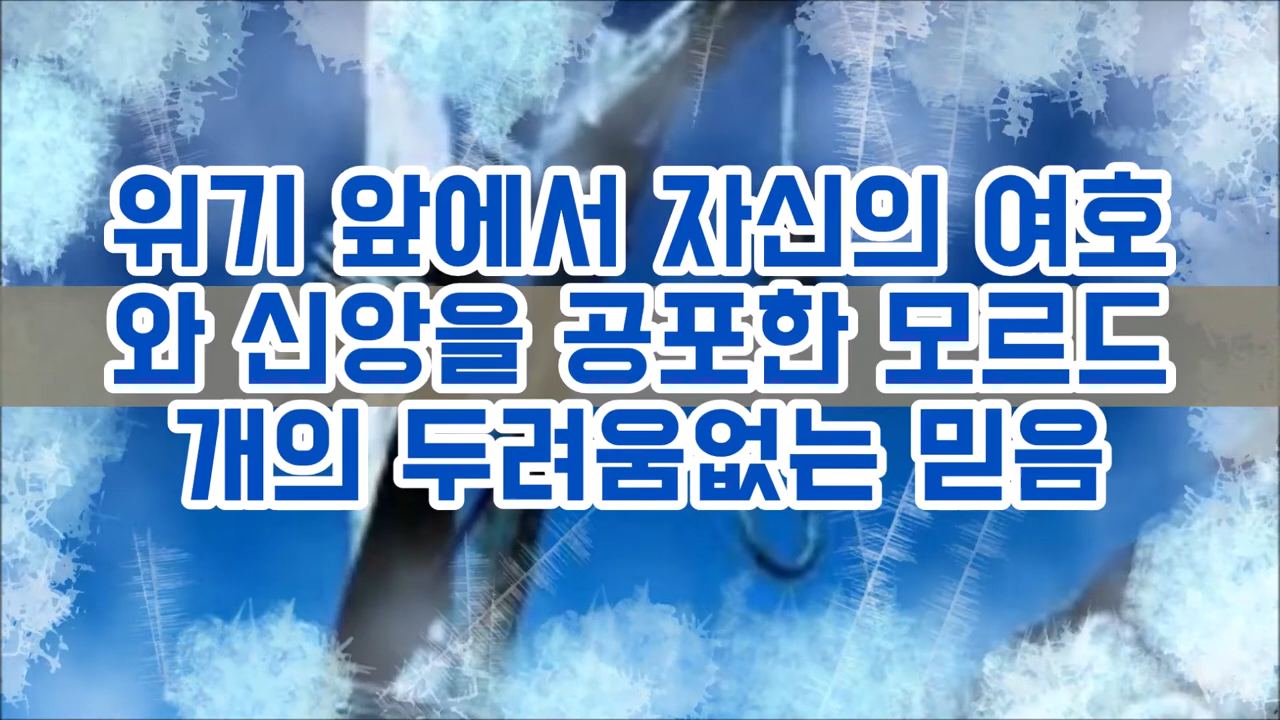 위기 앞에서 자신의 여호
와 신앙을 공포한 모르드
개의 두려움없는 믿음